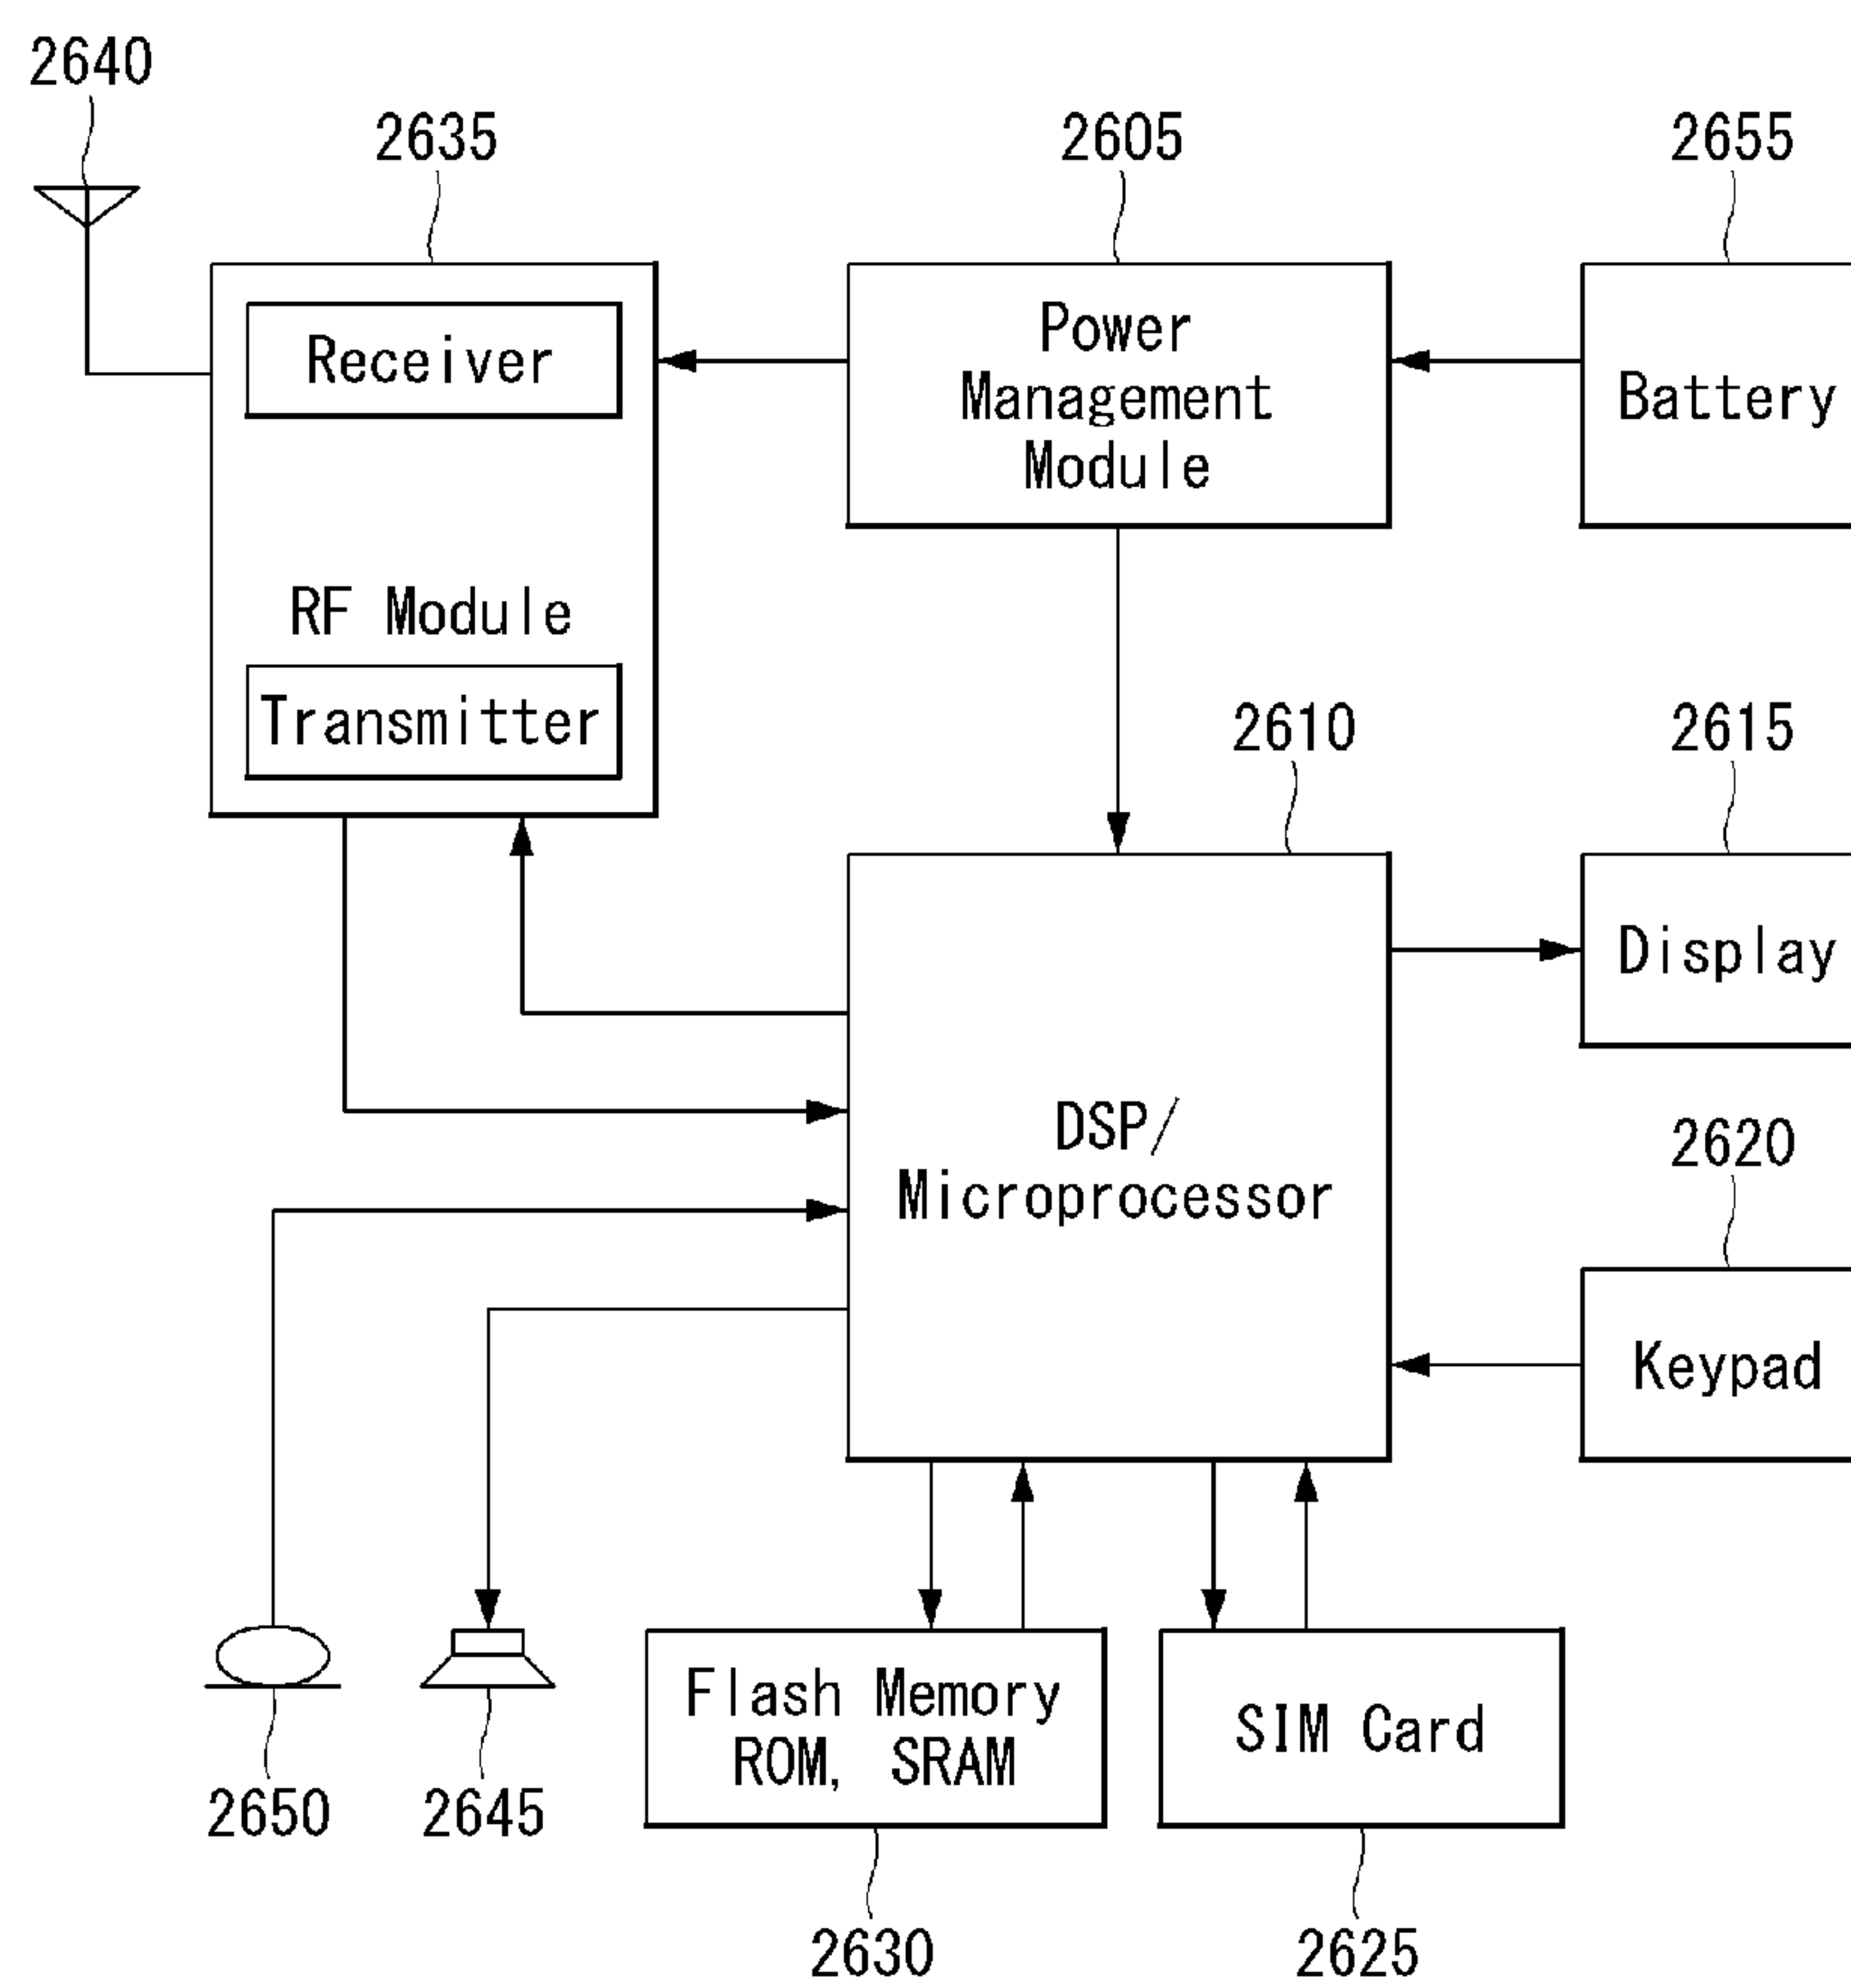 2640
2635
2605
2655
Receiver
Power
Management
Module
Battery
RF Module
Transmitter
2610
2615
Display
DSP/
Microprocessor
2620
Keypad
Flash Memory
ROM, SRAM
SIM Card
2650
2645
2630
2625